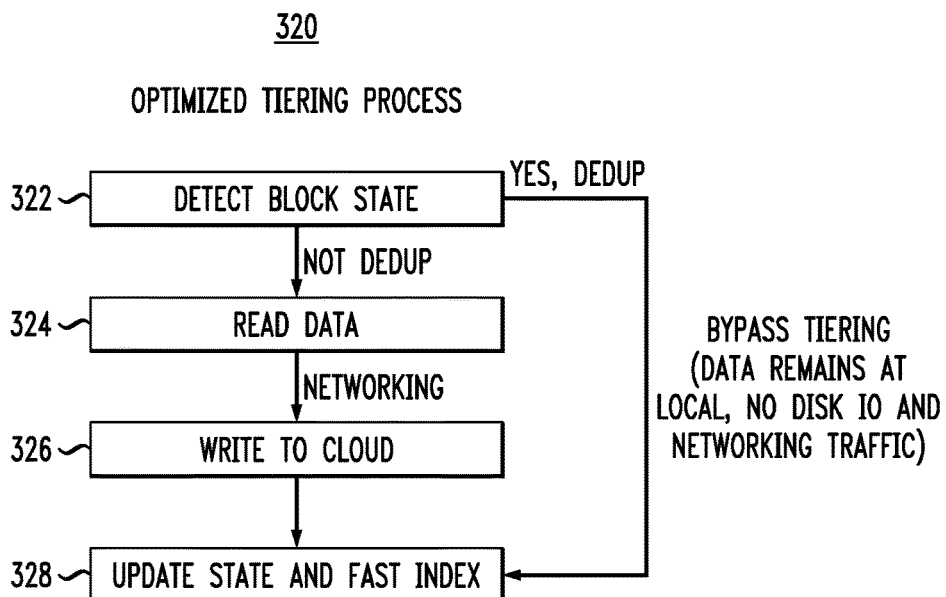 320
OPTIMIZED TIERING PROCESS
322
DETECT BLOCK STATE
YES, DEDUP
NOT DEDUP
324
READ DATA
NETWORKING
326
WRITE TO CLOUD
328
UPDATE STATE AND FAST INDEX
BYPASS TIERING
(DATA REMAINS AT
LOCAL, NO DISK IO AND
NETWORKING TRAFFIC)